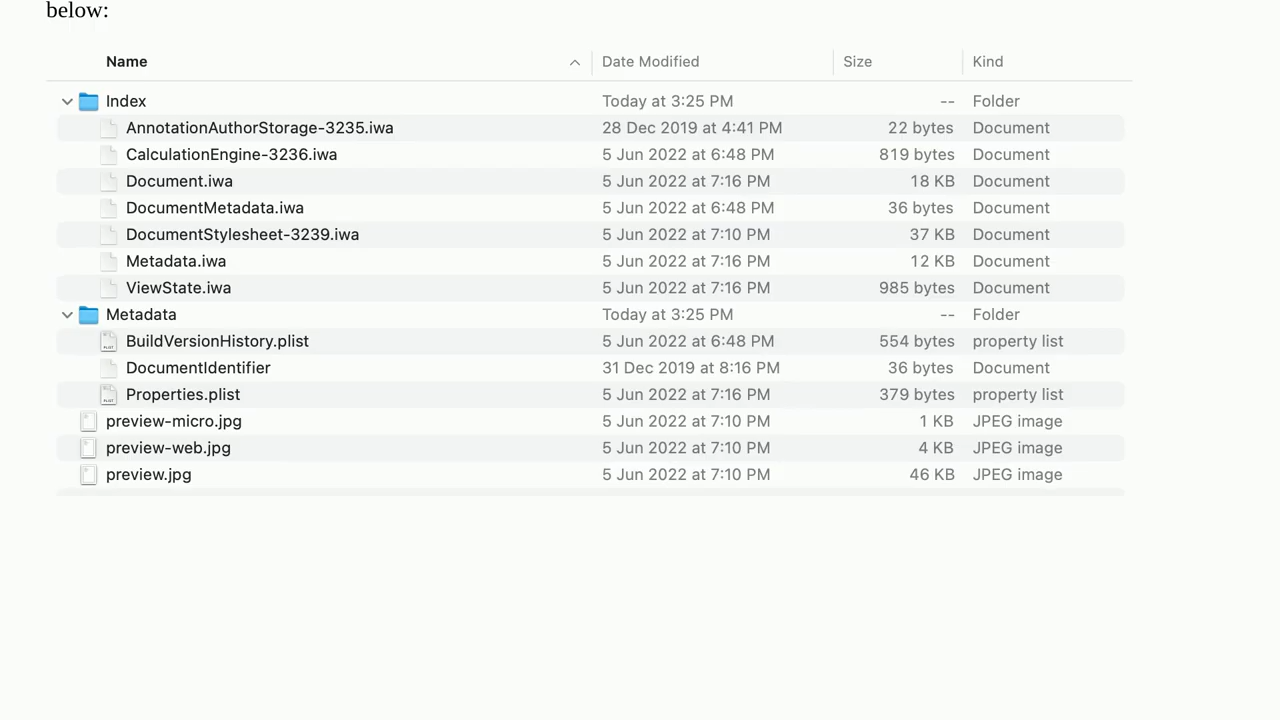 below:
Name Date Modified Size Kind
Index Today at 3:25 PM -- Folder
AnnotationAuthorStorage-3235.iwa 28 Dec 2019 at 4:41 PM 22 bytes Document
CalculationEngine-3236.iwa 5 Jun 2022 at 6:48 PM 819 bytes Document
Document.iwa 5 Jun 2022 at 7:16 PM 18 KB Document
DocumentMetadata.iwa 5 Jun 2022 at 6:48 PM 36 bytes Document
DocumentStylesheet-3239.iwa 5 Jun 2022 at 7:10 PM 37 KB Document
Metadata.iwa 5 Jun 2022 at 7:16 PM 12 KB Document
ViewState.iwa 5 Jun 2022 at 7:16 PM 985 bytes Document
Metadata Today at 3:25 PM -- Folder
BuildVersionHistory.plist 5 Jun 2022 at 6:48 PM 554 bytes property list
DocumentIdentifier 31 Dec 2019 at 8:16 PM 36 bytes Document
Properties.plist 5 Jun 2022 at 7:16 PM 379 bytes property list
preview-micro.jpg 5 Jun 2022 at 7:10 PM 1 KB JPEG image
preview-web.jpg 5 Jun 2022 at 7:10 PM 4 KB JPEG image
preview.jpg 5 Jun 2022 at 7:10 PM 46 KB JPEG image